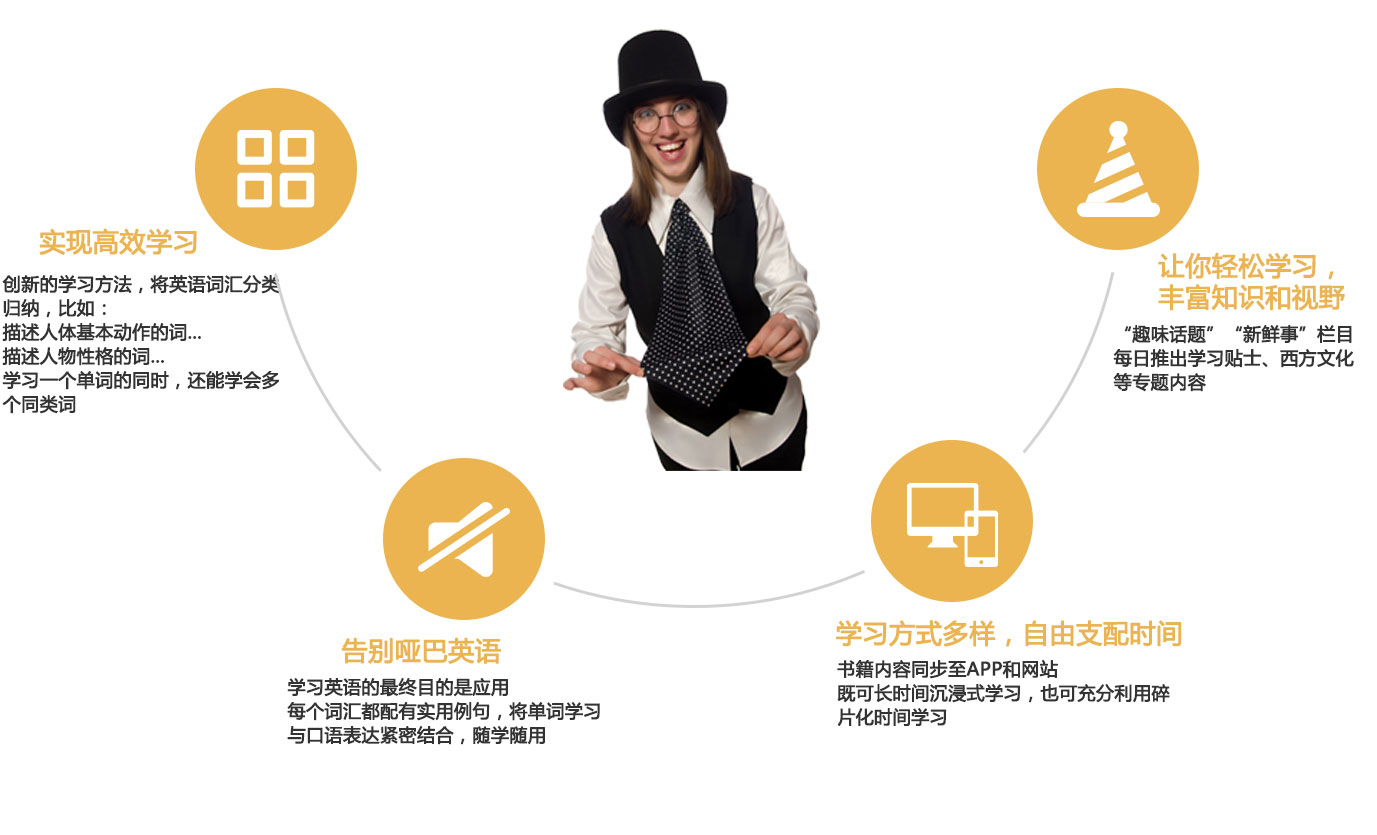 实现高效学习
创新的学习方法，将英语词汇分类
归纳，比如：
描述人体基本动作的词...
描述人物性格的词...
学习一个单词的同时，还能学会多
个同类词
告别哑巴英语
学习英语的最终目的是应用
每个词汇都配有实用例句，将单词学习
与口语表达紧密结合，随学随用
学习方式多样，自由支配时间
书籍内容同步至APP和网站
既可长时间沉浸式学习，也可充分利用碎
片化时间学习
让你轻松学习，
丰富知识和视野
“趣味话题”“新鲜事”栏目
每日推出学习贴士、西方文化
等专题内容